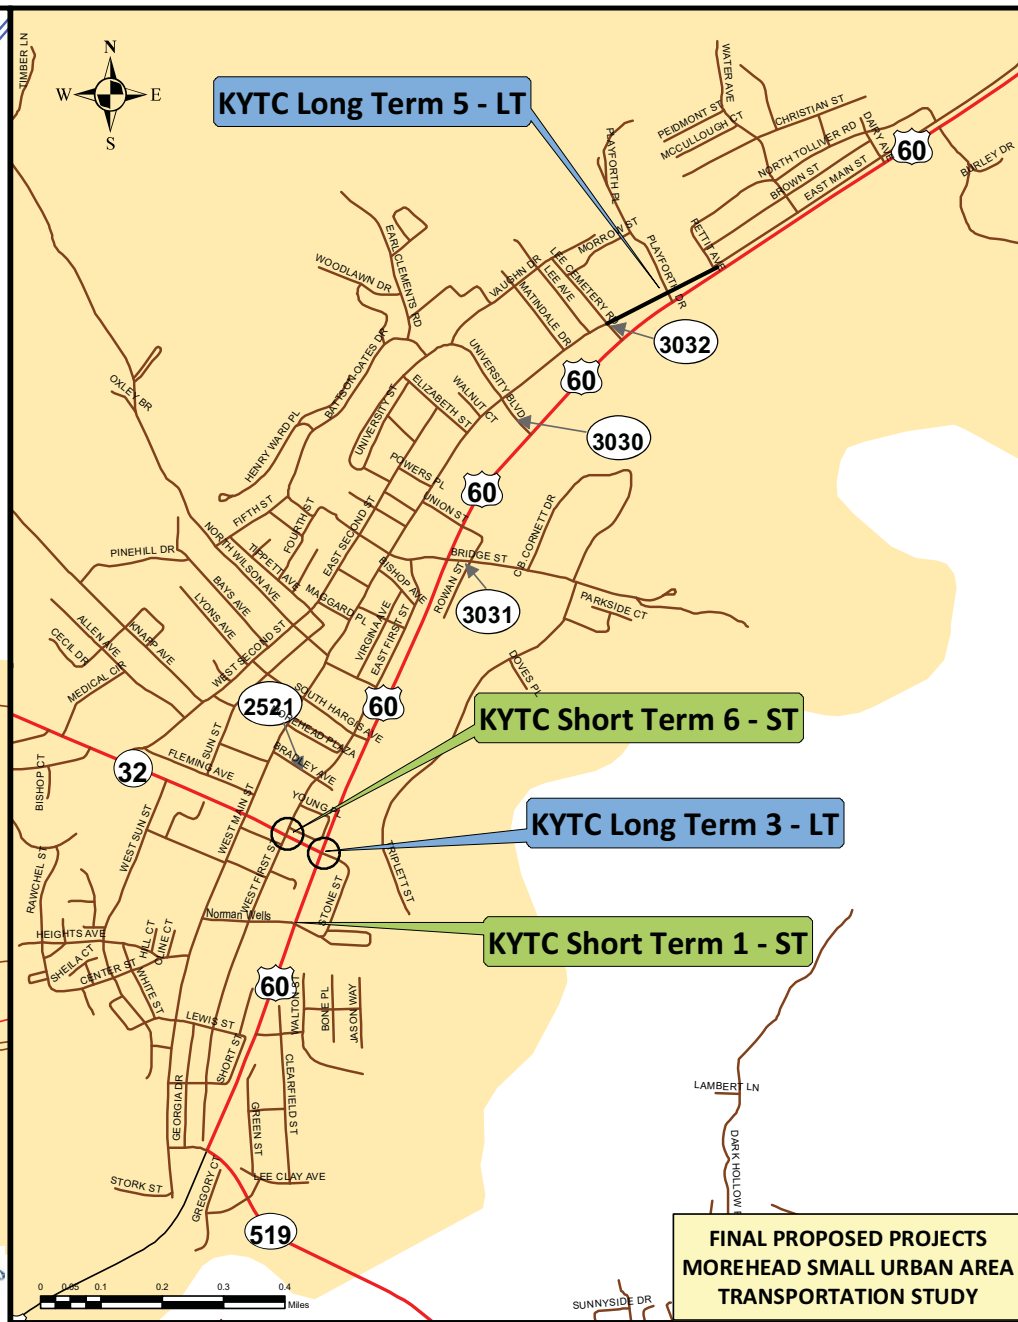 TIMBER LN
N
W
E
S
KYTC Long Term 5 - LT
WATER AVE
PEIDMONT ST
MCCULLOUGH CT
CHRISTIAN ST
NORTH TOLLIVER RD
DAIRY AVE
60
BURLEY DR
BROWN ST
EAST MAIN ST
PLAYFORTH PL
PETTIT AVE
EARL CLEMENTS RD
WOODLAWN DR
MORROW ST
VAUGHN DR
LEE CEMETERY RD
LEE AVE
MATINDALE DR
PLAYFORTH DR
3032
60
OXLEY BR
BATTSON-OATES DR
UNIVERSITY BLVD
WALNUT CT
ELIZABETH ST
UNIVERSITY ST
HENRY WARD PL
3030
POWERS PL
60
UNION ST
FIFTH ST
FOURTH ST
EAST SECOND ST
C.B.CORNETT DR
NORTH WILSON AVE
TIPPETT AVE
PINEHILL DR
BRIDGE ST
BISHOP AVE
ROWAN ST
3031
PARKSIDE CT
BAYS AVE
LYONS AVE
MAGGARD PL
VIRGINIA AVE
EAST FIRST ST
ALLEN AVE
KNAPP AVE
CECIL DR
MEDICAL CIR
WEST SECOND ST
DOVES PL
SOUTH HARGIS AVE
60
2521
MOREHEAD PLAZA
KYTC Short Term 6 - ST
SUN ST
BRADLEY AVE
FLEMING AVE
32
BISHOP CT
YOUNG PL
KYTC Long Term 3 - LT
WEST SUN ST
WEST MAIN ST
WEST FIRST ST
TRIPLETT ST
RAWCHEL ST
STONE ST
Norman Wells
KYTC Short Term 1 - ST
HEIGHTS AVE
HILL CT
CLINE CT
SHEILA CT
CENTER ST
WHITE ST
60
WALTON ST
BONE PL
JASON WAY
LEWIS ST
SHORT ST
CLEARFIELD ST
GEORGIA DR
GREEN ST
LAMBERT LN
DARK HOLLOW
STORK ST
GREGORY CT
LEE CLAY AVE
519
0 0.05 0.1 0.2 0.3 0.4
Miles
SUNNYSIDE DR
FINAL PROPOSED PROJECTS
MOREHEAD SMALL URBAN AREA
TRANSPORTATION STUDY